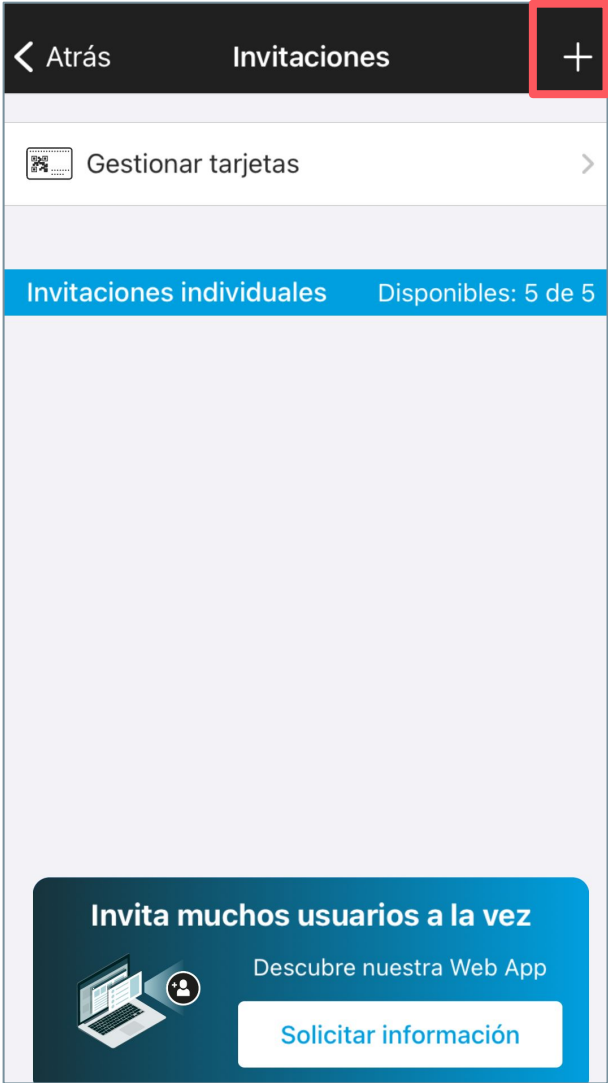 Atrás Invitaciones +
Gestionar tarjetas
Invitaciones individuales Disponibles: 5 de 5
Invita muchos usuarios a la vez
Descubre nuestra Web App
Solicitar información